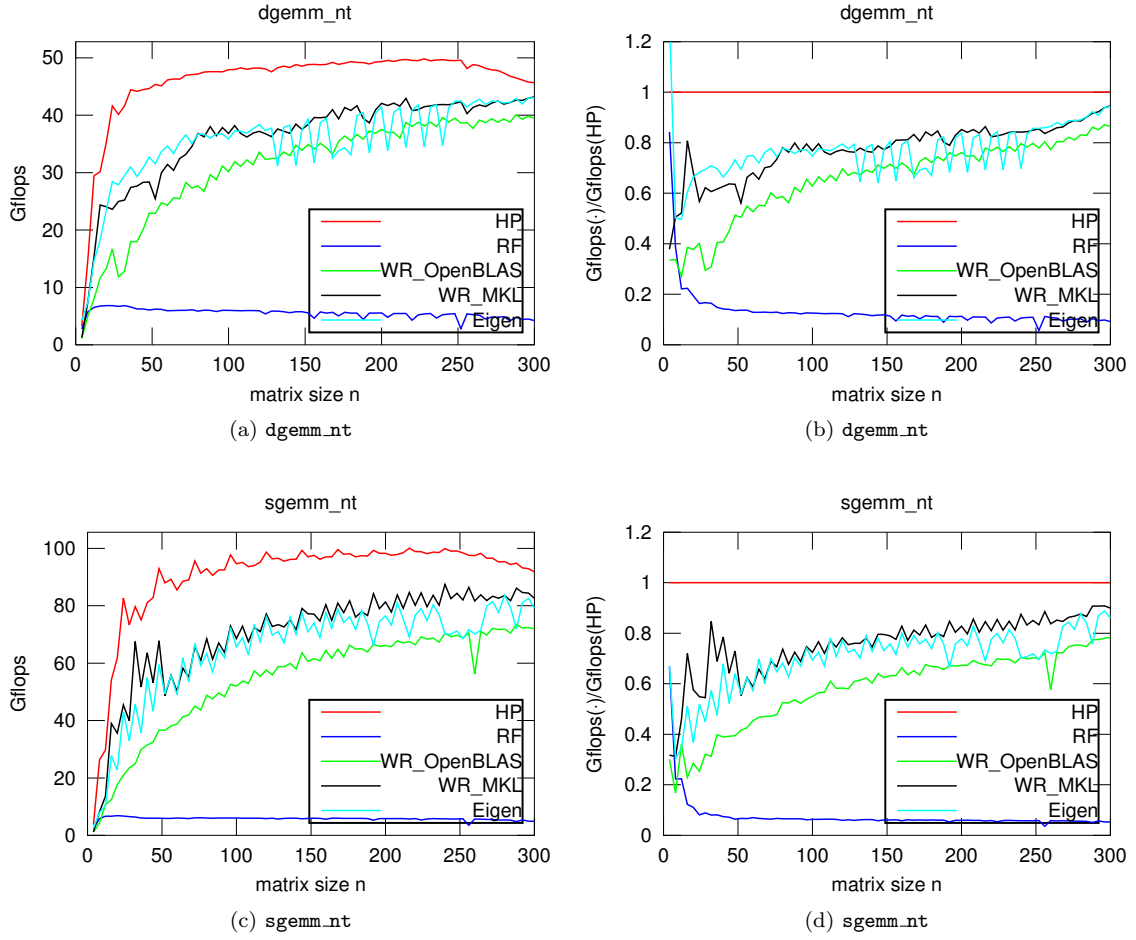 dgemm_nt
Gflops
50
40
30
20
10
0
HP
RF
WR_OpenBLAS
WR_MKL
Eigen
0 50 100 150 200 250 300
matrix size n
(a) dgemm_nt
dgemm_nt
Gflops(·)/Gflops(HP)
1.2
1
0.8
0.6
0.4
0.2
0
HP
RF
WR_OpenBLAS
WR_MKL
Eigen
0 50 100 150 200 250 300
matrix size n
(b) dgemm_nt
sgemm_nt
Gflops
100
80
60
40
20
0
HP
RF
WR_OpenBLAS
WR_MKL
Eigen
0 50 100 150 200 250 300
matrix size n
(c) sgemm_nt
sgemm_nt
Gflops(·)/Gflops(HP)
1.2
1
0.8
0.6
0.4
0.2
0
HP
RF
WR_OpenBLAS
WR_MKL
Eigen
0 50 100 150 200 250 300
matrix size n
(d) sgemm_nt